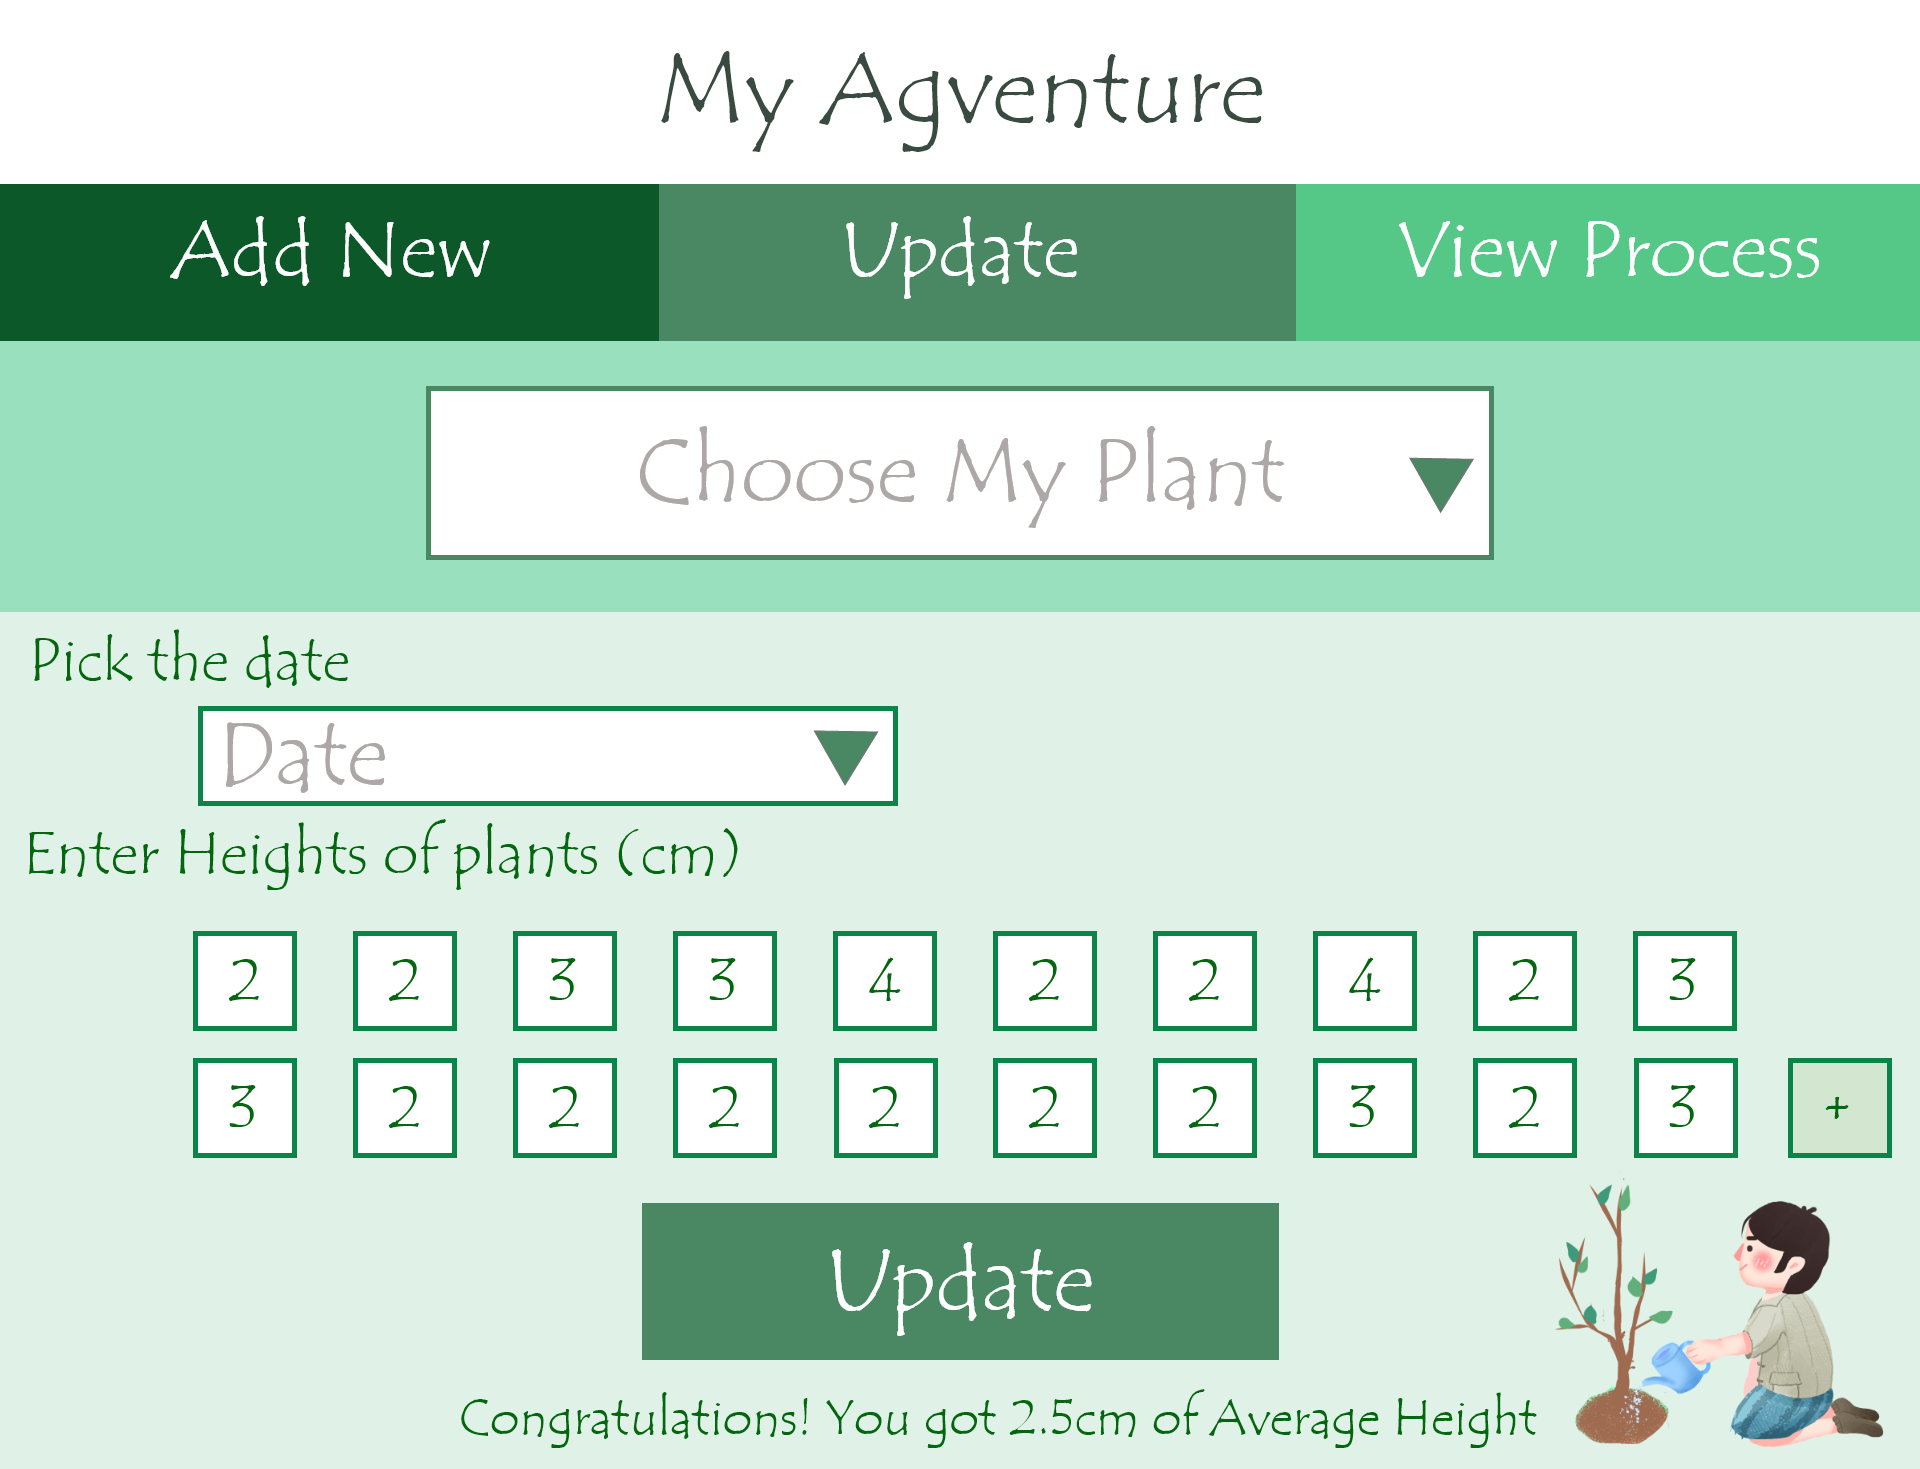 My Agventure
Add New Update View Process
Choose My Plant
Pick the date
Date
Enter Heights of plants (cm)
2 2 3 3 4 2 2 4 2 3
3 2 2 2 2 2 2 3 2 3 +
Update
Congratulations! You got 2.5cm of Average Height